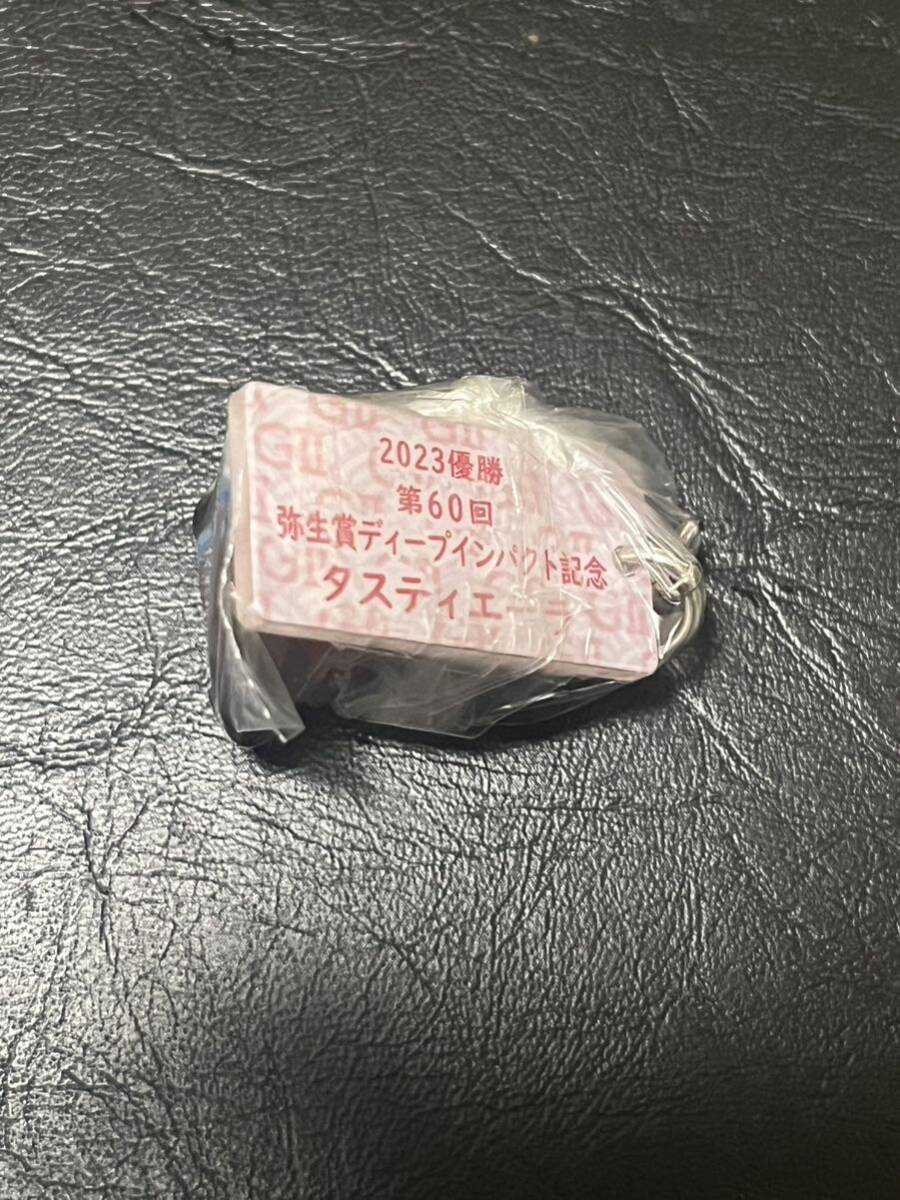 2023優勝
第60回
弥生賞ディープインパクト記念
タスティエーラ
GII